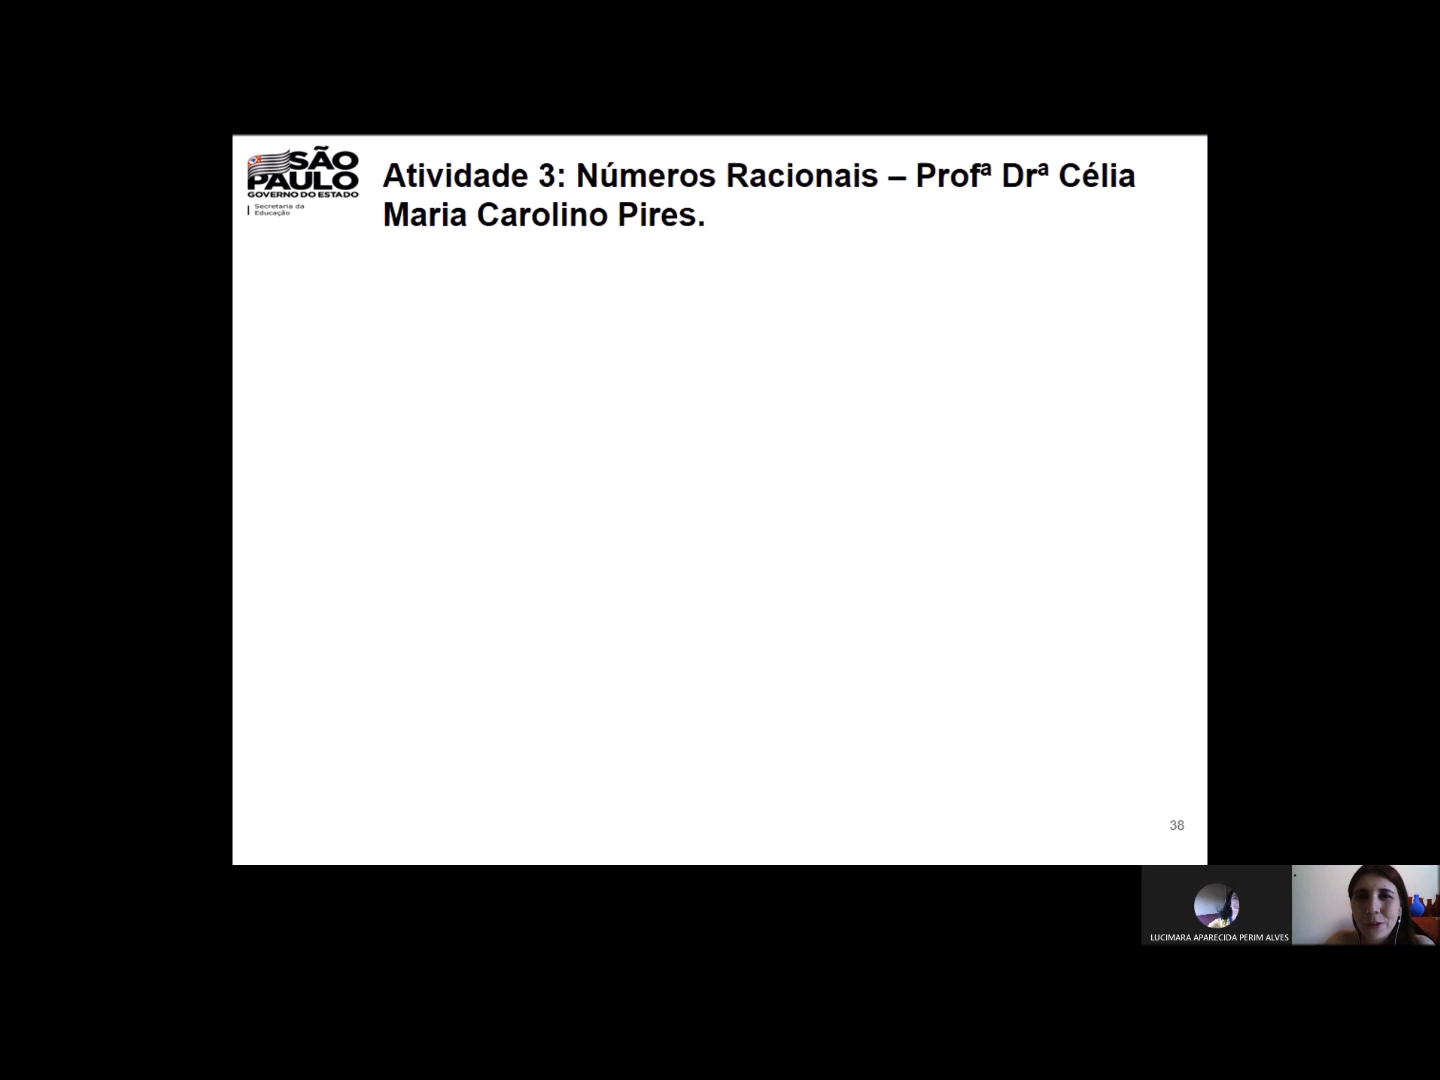 SÃO
PAULO
GOVERNO DO ESTADO
Secretaria da
Educação
Atividade 3: Números Racionais – Profª Drª Célia
Maria Carolino Pires.
38
LUCIMARA APARECIDA PERIM ALVES